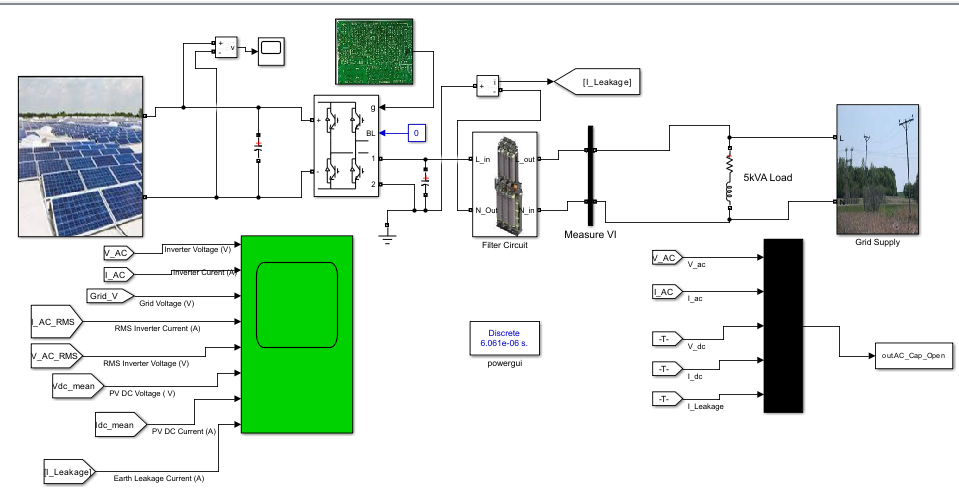 +
-
v
[I_Leakage]
+
i
-
g
+
BL
0
-
1
2
L_in
L_out
N_Out
N_in
Filter Circuit
Measure VI
5kVA Load
L
N
Grid Supply
V_AC
Inverter Voltage (V)
I_AC
Inverter Curent (A)
Grid_V
Grid Voltage (V)
I_AC_RMS
RMS Inverter Current (A)
V_AC_RMS
RMS Inverter Voltage (V)
Vdc_mean
PV DC Voltage ( V)
Idc_mean
PV DC Current (A)
[I_Leakage]
Earth Leakage Current (A)
Discrete
6.061e-06 s.
powergui
V_AC
V_ac
I_AC
I_ac
-T-
V_dc
-T-
I_dc
-T-
I_Leakage
outAC_Cap_Open